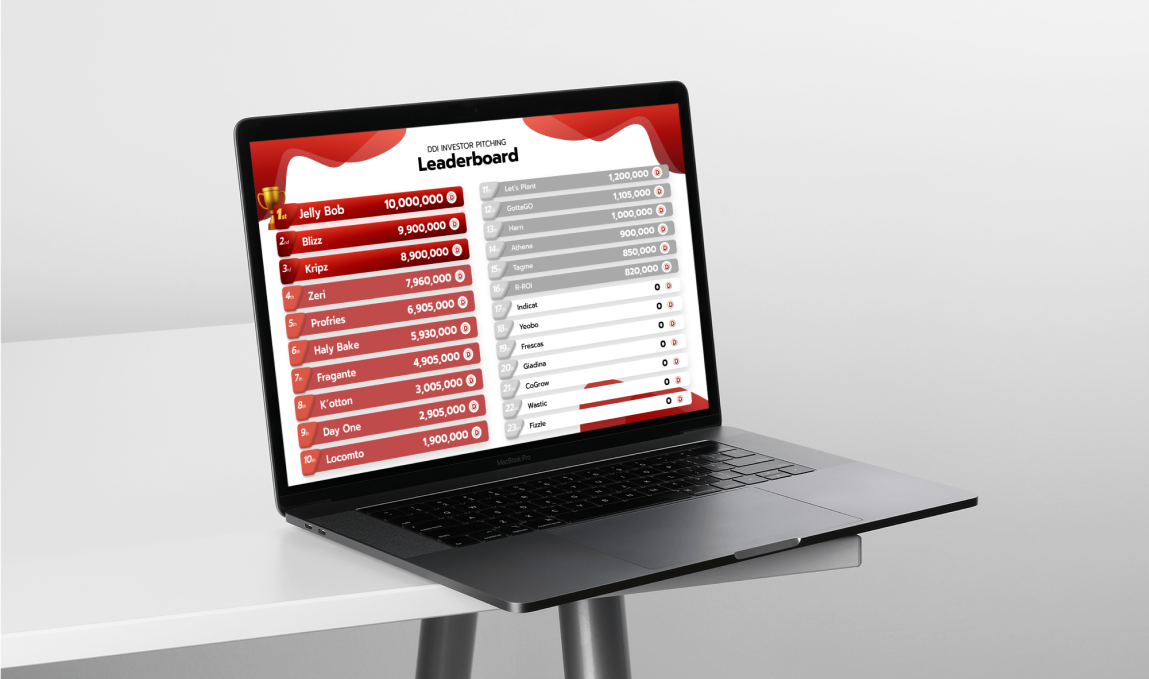 DDI INVESTOR PITCHING
Leaderboard
1st Jelly Bob 10,000,000 D
2nd Blizz 9,900,000 D
3rd Kripz 8,900,000 D
4th Zeri 7,960,000 D
5th Profries 6,905,000 D
6th Haly Bake 5,930,000 D
7th Fragante 4,905,000 D
8th K'otton 3,005,000 D
9th Day One 2,905,000 D
10th Locomto 1,900,000 D
11th Let's Plant 1,200,000 D
12th GottaGO 1,105,000 D
13th Harn 1,000,000 D
14th Athena 900,000 D
15th Tagme 850,000 D
16th R-ROI 820,000 D
17th Indicat 0 D
18th Yeobo 0 D
19th Frescas 0 D
20th Giadina 0 D
21 CoGrow 0 D
22 Wastic 0 D
23 Fizzle 0 D
MacBook Pro